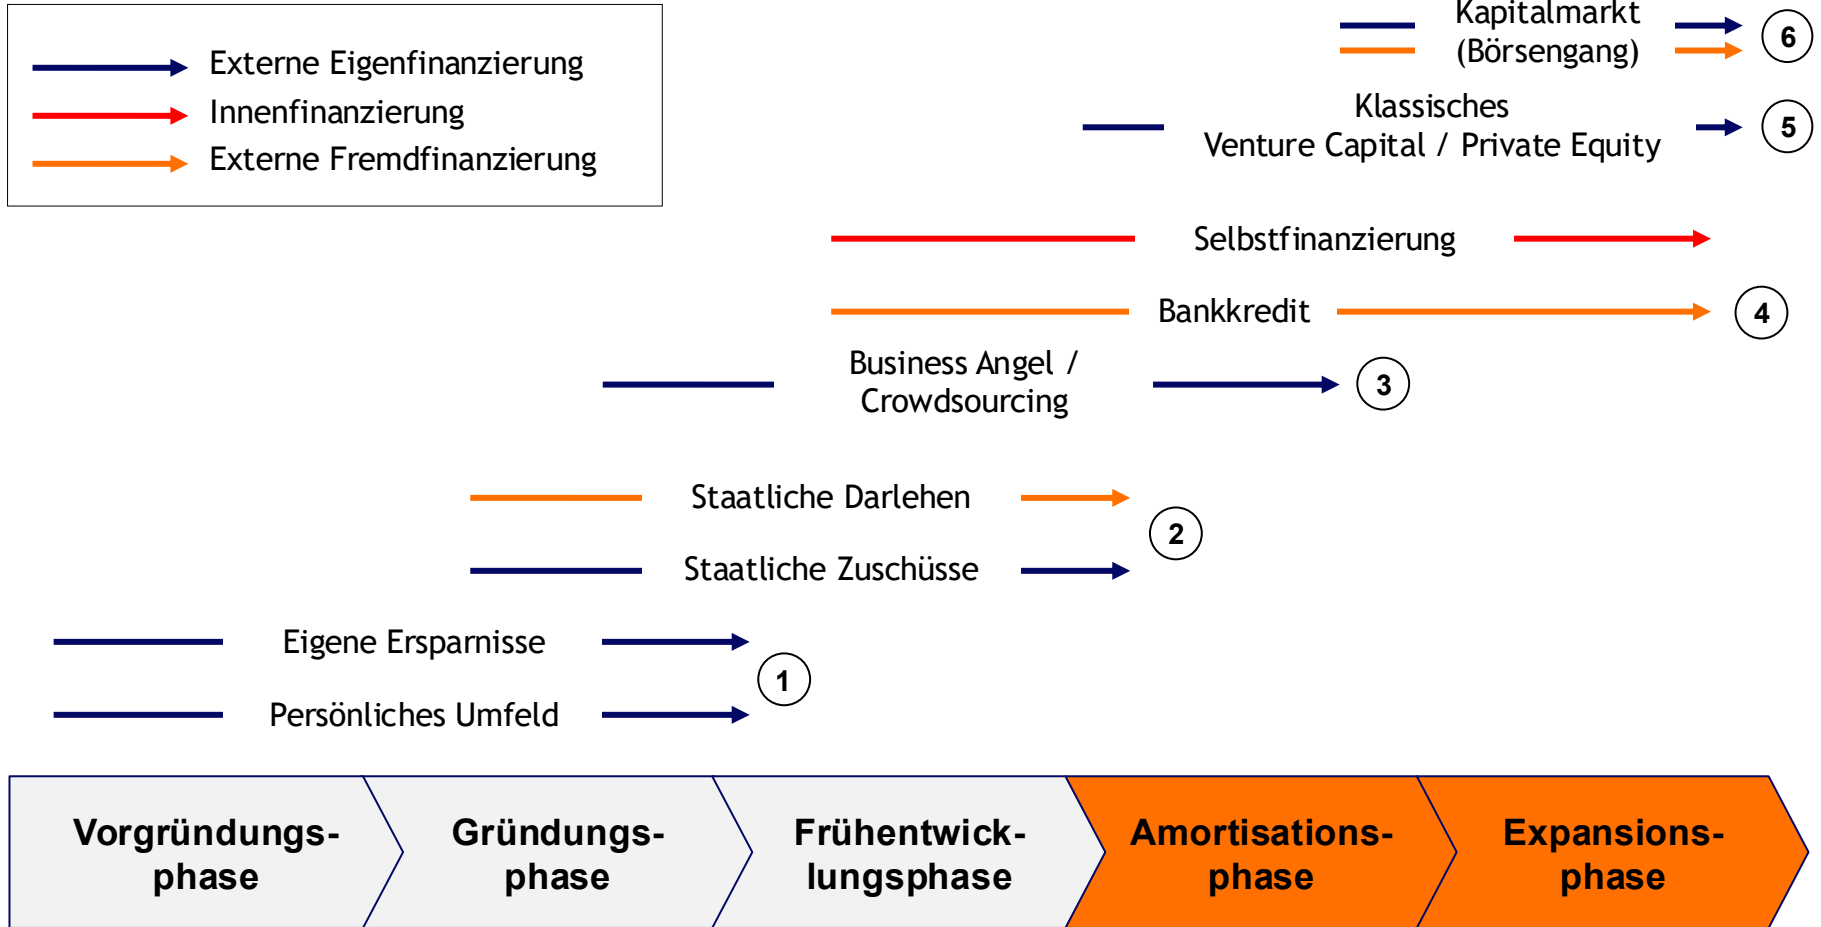 Externe Eigenfinanzierung
Innenfinanzierung
Externe Fremdfinanzierung
Kapitalmarkt
(Börsengang)
6
Klassisches
Venture Capital / Private Equity
5
Selbstfinanzierung
Bankkredit
4
Business Angel /
Crowdsourcing
3
Staatliche Darlehen
2
Staatliche Zuschüsse
Eigene Ersparnisse
1
Persönliches Umfeld
Vorgründungs-
phase
Gründungs-
phase
Frühentwick-
lungsphase
Amortisations-
phase
Expansions-
phase